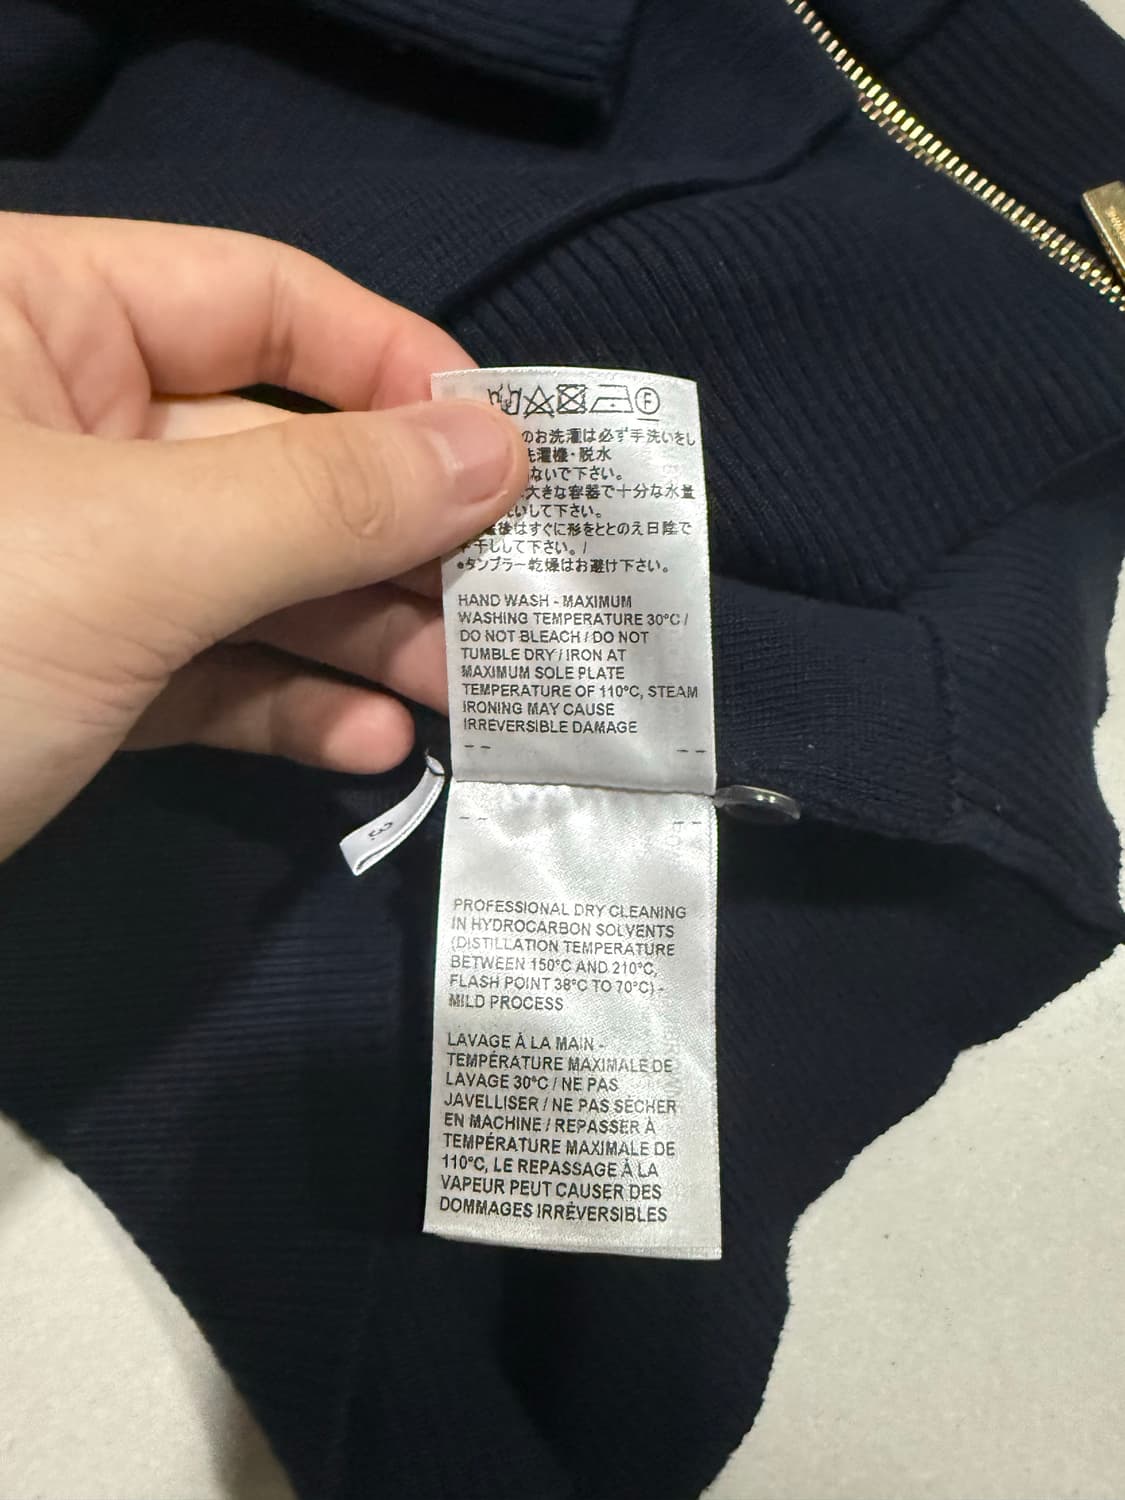 F
のお洗濯は必ず手洗いをし
洗濯機・脱水
ないで下さい。
大きな容器で十分な水量
洗いして下さい。
後はすぐに形をととのえ日陰で
干しして下さい。/
●タンブラー乾燥はお避け下さい。
HAND WASH - MAXIMUM
WASHING TEMPERATURE 30°C /
DO NOT BLEACH / DO NOT
TUMBLE DRY / IRON AT
MAXIMUM SOLE PLATE
TEMPERATURE OF 110°C, STEAM
IRONING MAY CAUSE
IRREVERSIBLE DAMAGE
3
PROFESSIONAL DRY CLEANING
IN HYDROCARBON SOLVENTS
(DISTILLATION TEMPERATURE
BETWEEN 150°C AND 210°C,
FLASH POINT 38°C TO 70°C) -
MILD PROCESS
LAVAGE À LA MAIN -
TEMPÉRATURE MAXIMALE DE
LAVAGE 30°C / NE PAS
JAVELLISER / NE PAS SÉCHER
EN MACHINE / REPASSER À
TEMPÉRATURE MAXIMALE DE
110°C, LE REPASSAGE À LA
VAPEUR PEUT CAUSER DES
DOMMAGES IRRÉVERSIBLES